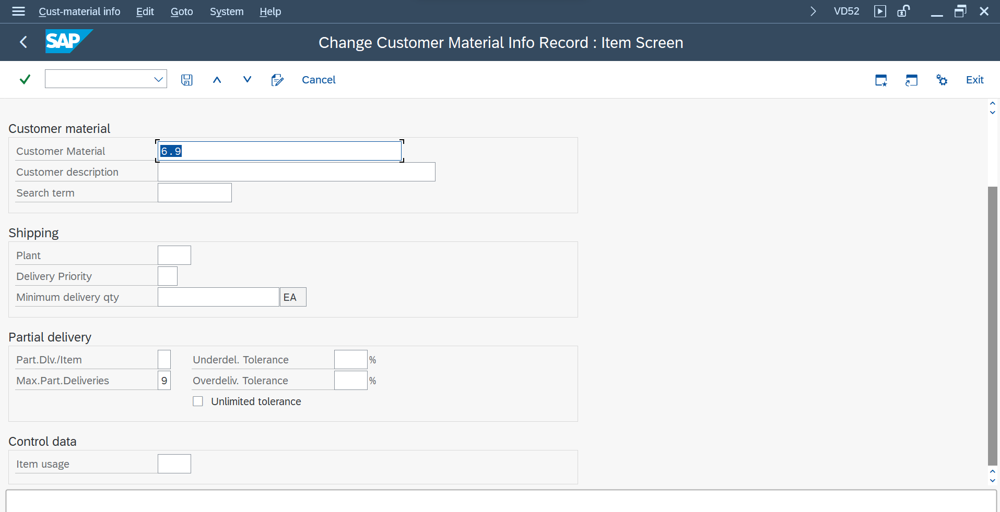 Cust-material info Edit Goto System Help VD52
SAP Change Customer Material Info Record : Item Screen
Cancel Exit
Customer material
Customer Material 6.9
Customer description
Search term
Shipping
Plant
Delivery Priority
Minimum delivery qty EA
Partial delivery
Part.Dlv./Item Underdel. Tolerance %
Max.Part.Deliveries 9 Overdeliv. Tolerance %
Unlimited tolerance
Control data
Item usage